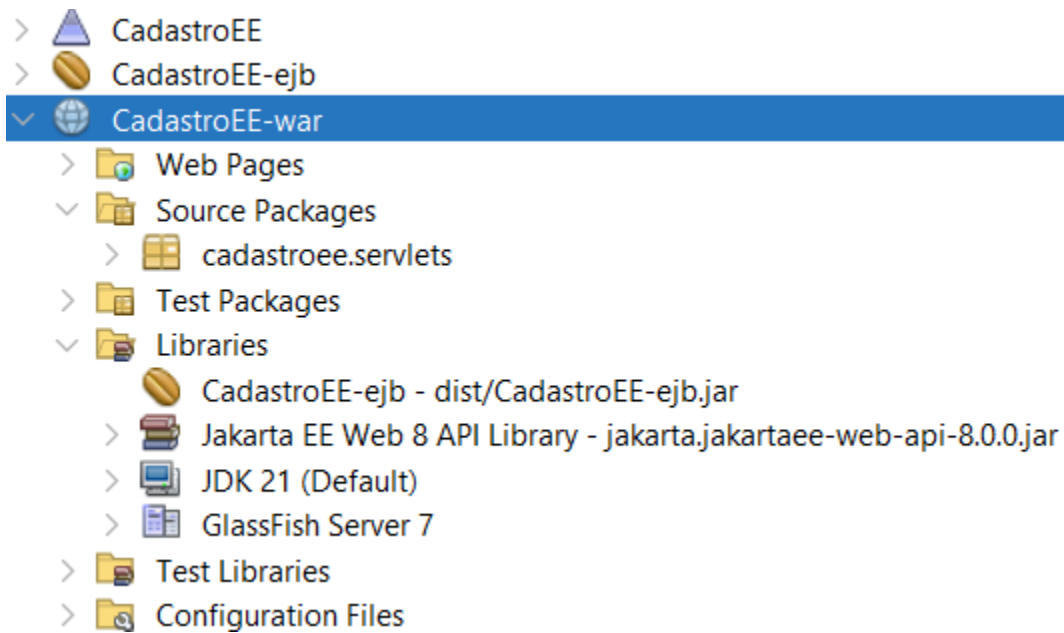 CadastroEE
CadastroEE-ejb
CadastroEE-war
Web Pages
Source Packages
cadastroee.servlets
Test Packages
Libraries
CadastroEE-ejb - dist/CadastroEE-ejb.jar
Jakarta EE Web 8 API Library - jakarta.jakartaee-web-api-8.0.0.jar
JDK 21 (Default)
GlassFish Server 7
Test Libraries
Configuration Files